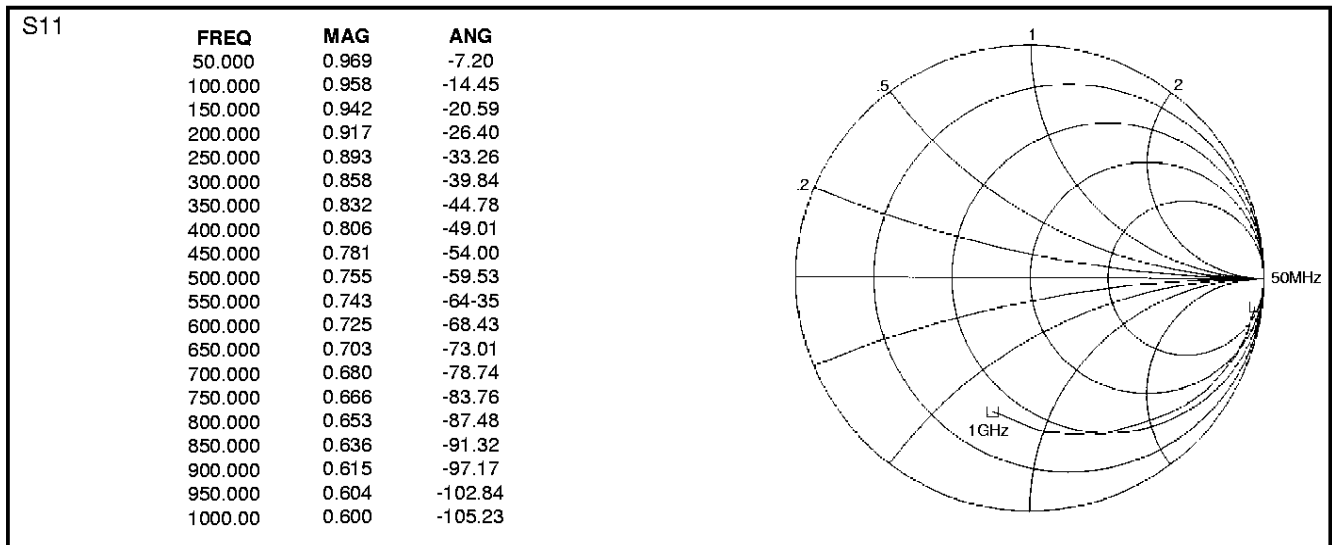 S11
FREQ MAG ANG
50.000 0.969 -7.20
100.000 0.958 -14.45
150.000 0.942 -20.59
200.000 0.917 -26.40
250.000 0.893 -33.26
300.000 0.858 -39.84
350.000 0.832 -44.78
400.000 0.806 -49.01
450.000 0.781 -54.00
500.000 0.755 -59.53
550.000 0.743 -64-35
600.000 0.725 -68.43
650.000 0.703 -73.01
700.000 0.680 -78.74
750.000 0.666 -83.76
800.000 0.653 -87.48
850.000 0.636 -91.32
900.000 0.615 -97.17
950.000 0.604 -102.84
1000.00 0.600 -105.23
1
.5
2
.2
50MHz
1GHz